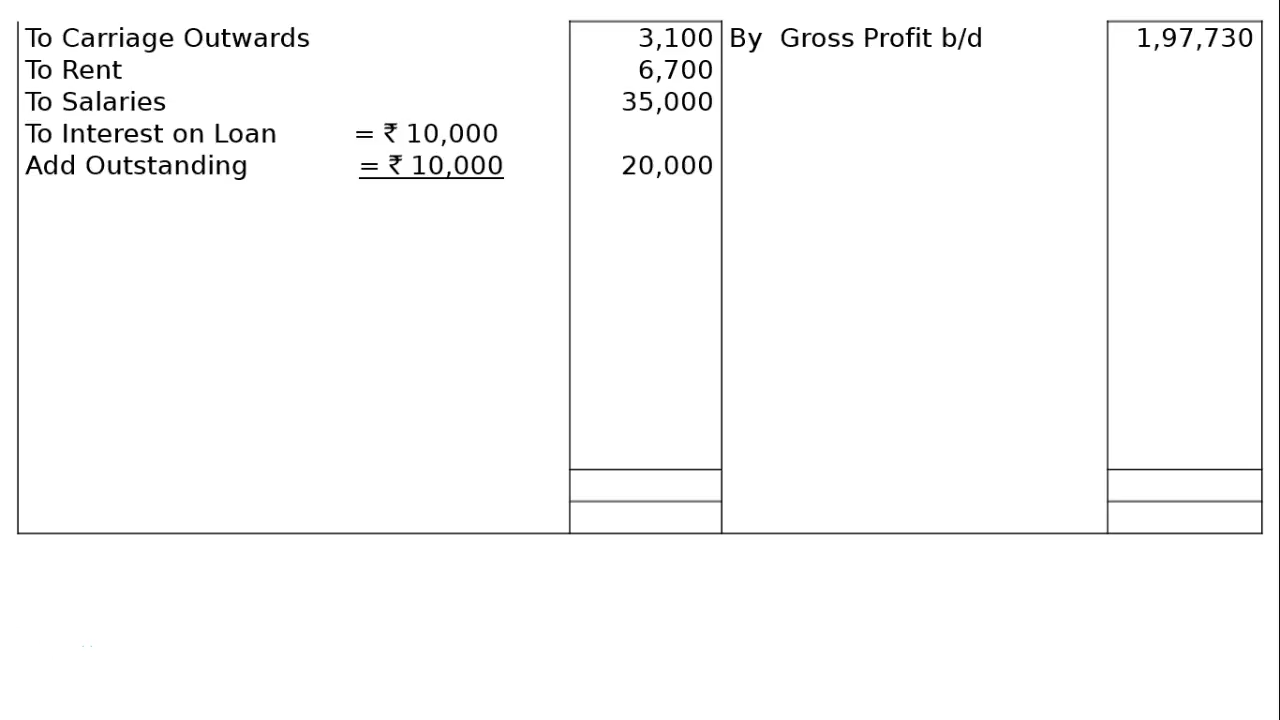 To Carriage Outwards 3,100 By Gross Profit b/d 1,97,730
To Rent 6,700
To Salaries 35,000
To Interest on Loan = ₹ 10,000
Add Outstanding = ₹ 10,000 20,000